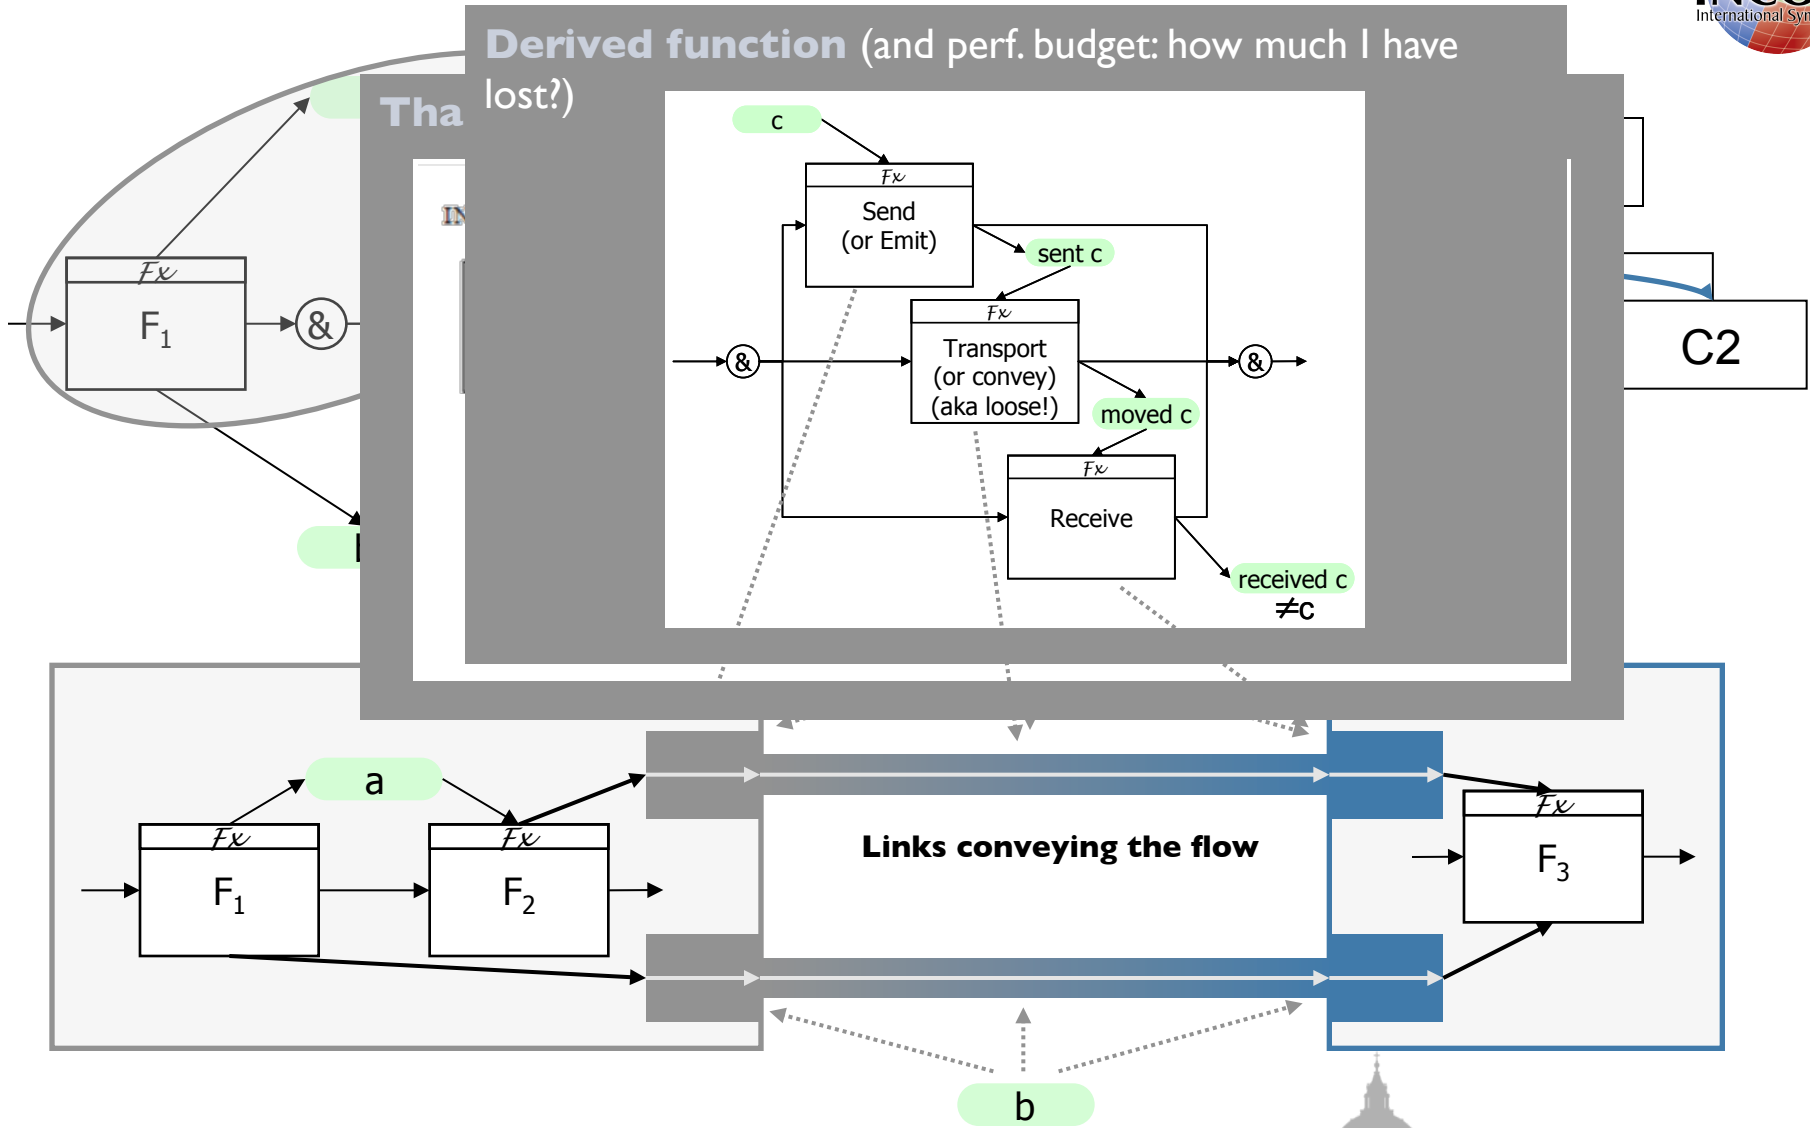 International Sym
Derived function (and perf. budget: how much I have
lost?)
Tha
IN
c
Fx
Send
(or Emit)
sent c
Fx
Transport
(or convey)
(aka loose!)
moved c
Fx
Receive
received c
≠c
&
&
Fx
F1
&
C2
a
Fx
F1
Fx
F2
Links conveying the flow
Fx
F3
b